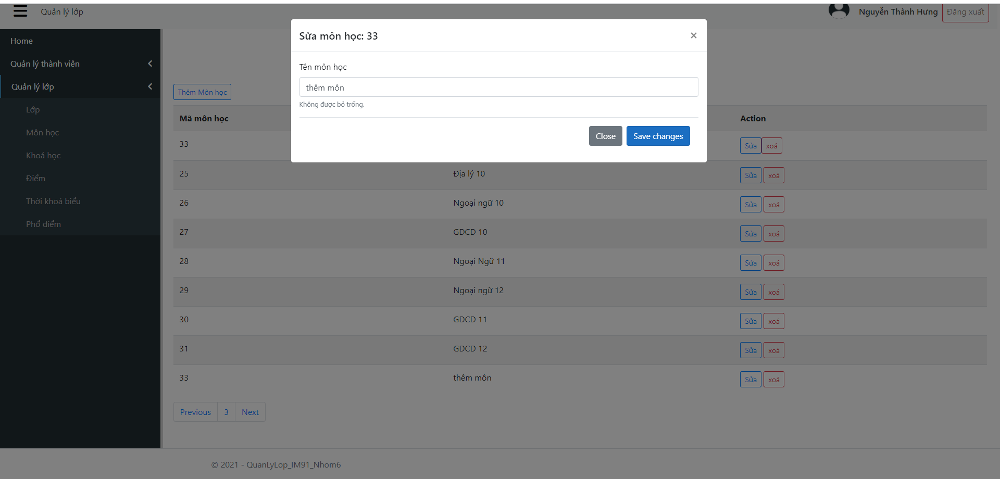 Quản lý lớp
Nguyễn Thành Hưng Đăng xuất
Home
Quản lý thành viên
Quản lý lớp
Lớp
Môn học
Khoá học
Điểm
Thời khoá biểu
Phổ điểm
Sửa môn học: 33 ×
Tên môn học
thêm môn
Không được bỏ trống.
Close Save changes
Thêm Môn học
Mã môn học Action
33 Sửa xoá
25 Địa lý 10 Sửa xoá
26 Ngoại ngữ 10 Sửa xoá
27 GDCD 10 Sửa xoá
28 Ngoại Ngữ 11 Sửa xoá
29 Ngoại ngữ 12 Sửa xoá
30 GDCD 11 Sửa xoá
31 GDCD 12 Sửa xoá
33 thêm môn Sửa xoá
Previous 3 Next
© 2021 - QuanLyLop_IM91_Nhom6